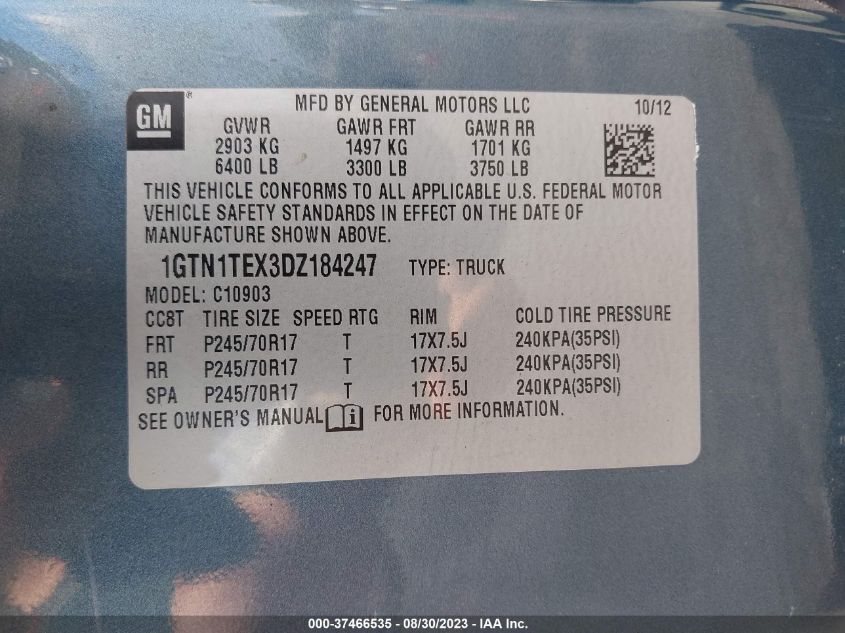 GM ®
MFD BY GENERAL MOTORS LLC 10/12
GVWR GAWR FRT GAWR RR
2903 KG 1497 KG 1701 KG
6400 LB 3300 LB 3750 LB
THIS VEHICLE CONFORMS TO ALL APPLICABLE U.S. FEDERAL MOTOR
VEHICLE SAFETY STANDARDS IN EFFECT ON THE DATE OF
MANUFACTURE SHOWN ABOVE.
1GTN1TEX3DZ184247 TYPE: TRUCK
MODEL: C10903
CC8T TIRE SIZE SPEED RTG RIM COLD TIRE PRESSURE
FRT P245/70R17 T 17X7.5J 240KPA(35PSI)
RR P245/70R17 T 17X7.5J 240KPA(35PSI)
SPA P245/70R17 T 17X7.5J 240KPA(35PSI)
SEE OWNER'S MANUAL i FOR MORE INFORMATION.
000-37466535 - 08/30/2023 - IAA Inc.